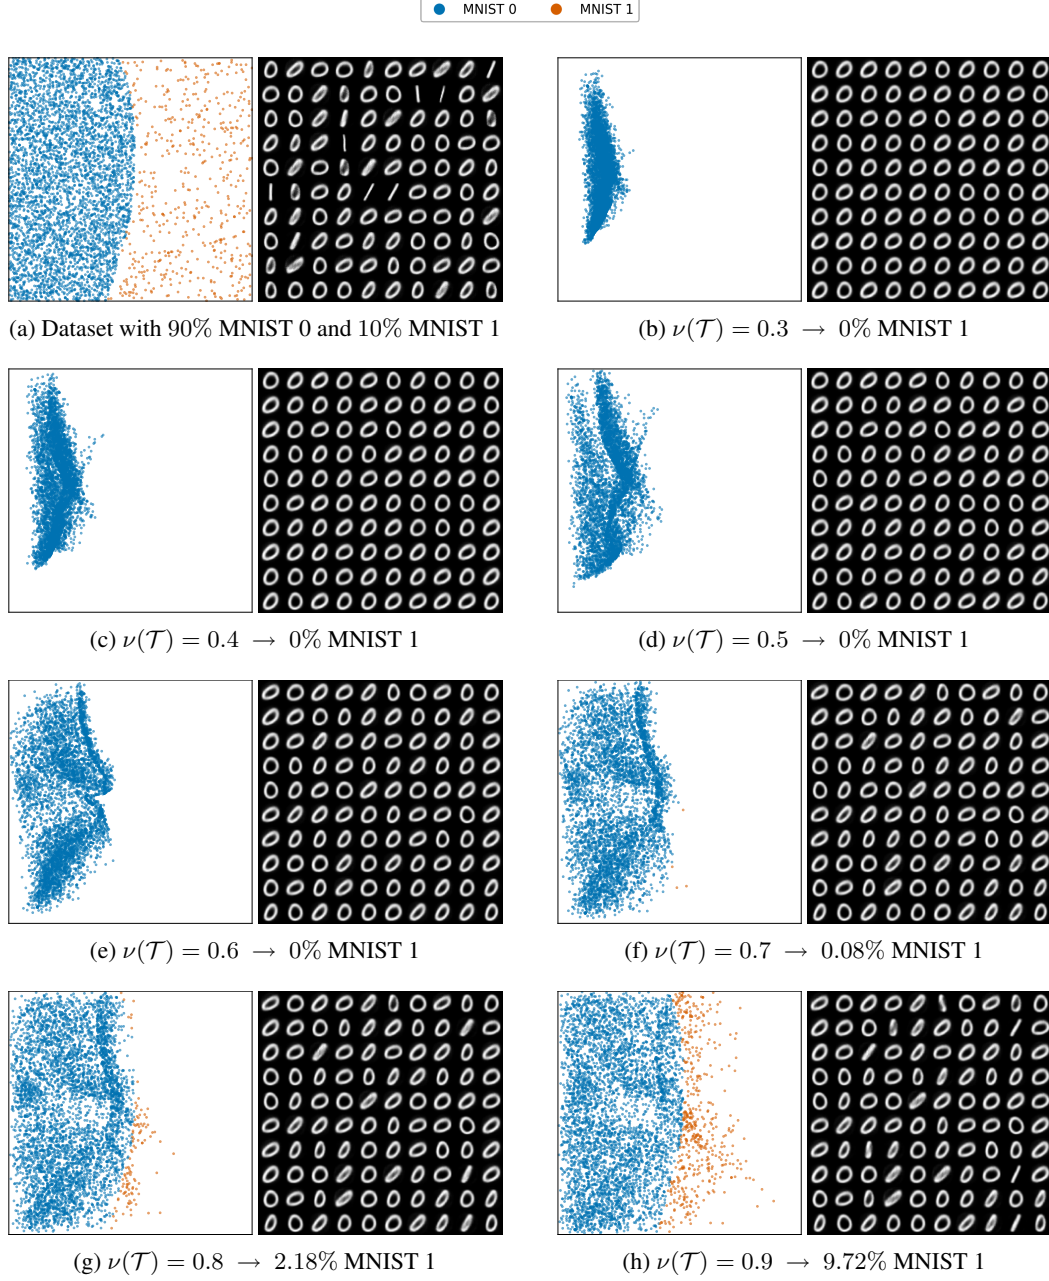 MNIST 0 MNIST 1
(a) Dataset with 90% MNIST 0 and 10% MNIST 1
(b) ν(𝒯) = 0.3 → 0% MNIST 1
(c) ν(𝒯) = 0.4 → 0% MNIST 1
(d) ν(𝒯) = 0.5 → 0% MNIST 1
(e) ν(𝒯) = 0.6 → 0% MNIST 1
(f) ν(𝒯) = 0.7 → 0.08% MNIST 1
(g) ν(𝒯) = 0.8 → 2.18% MNIST 1
(h) ν(𝒯) = 0.9 → 9.72% MNIST 1